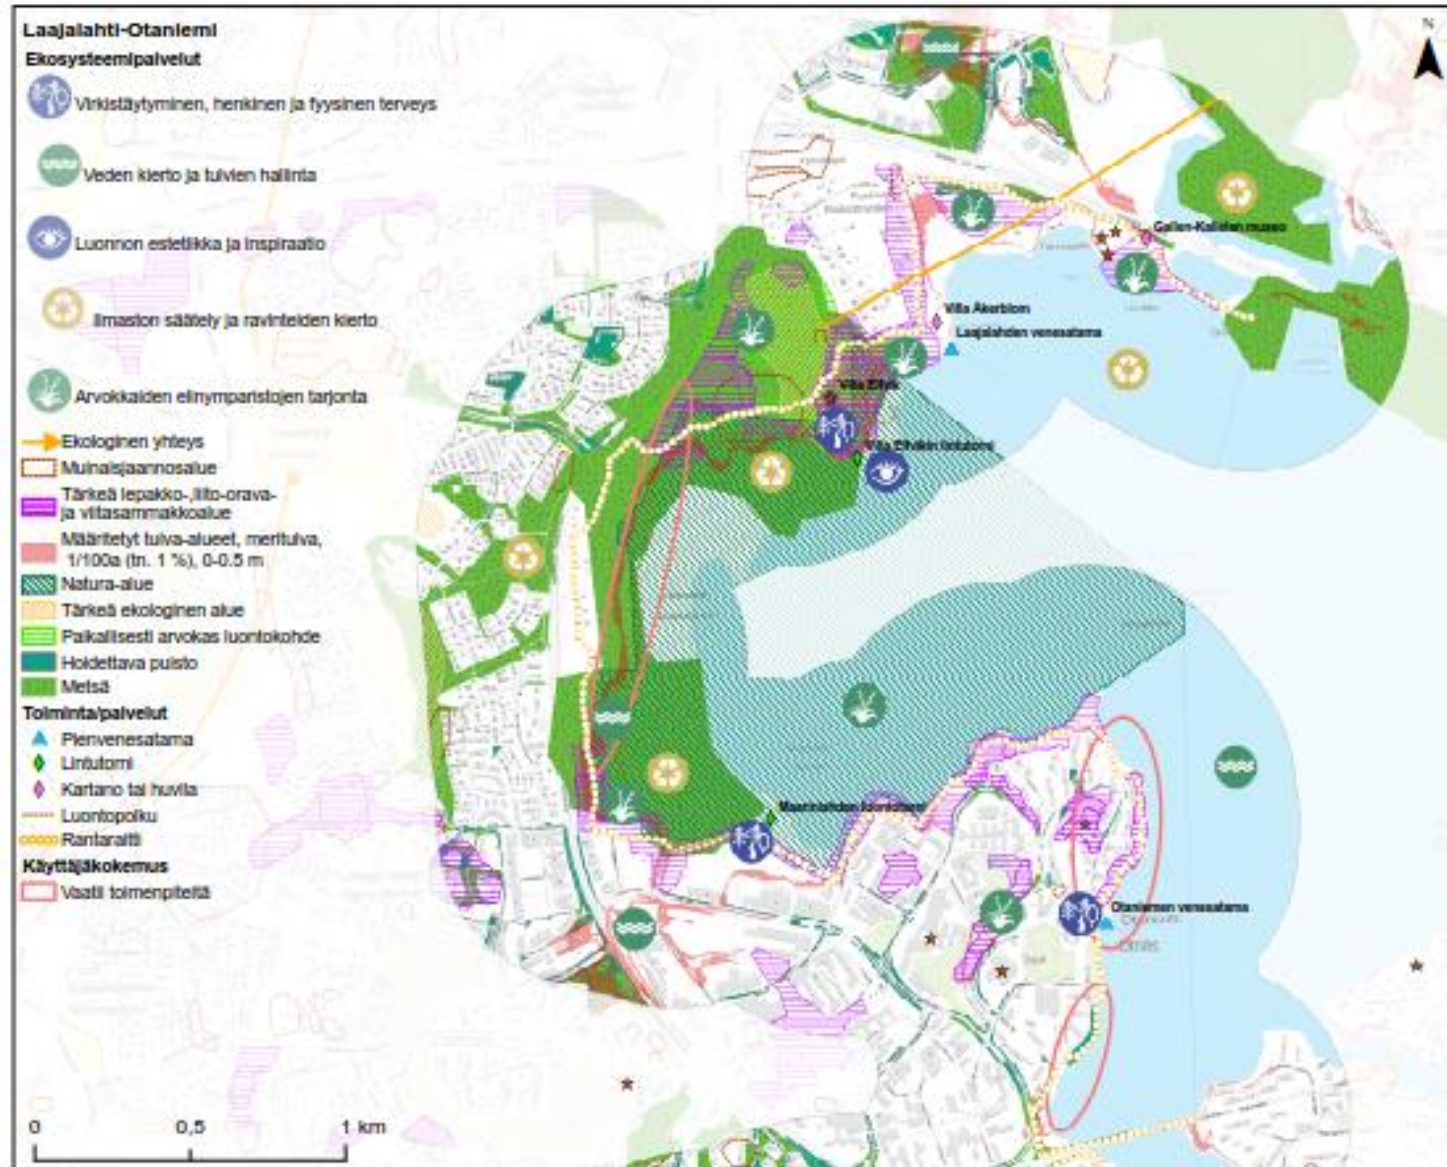 Laajalahti-Otaniemi
Ekosysteemipalvelut
Virkistäytyminen, henkinen ja fyysinen terveys
Veden kierto ja tulvien hallinta
Luonnon estetiikka ja inspiraatio
Ilmaston säätely ja ravinteiden kierto
Arvokkaiden elinympäristöjen tarjonta
Ekologinen yhteys
Muinaisjäännösalue
Tärkeä lepakko-,liito-orava-
ja viitasammakkoalue
Määritetyt tulva-alueet, meritulva,
1/100a (tn. 1 %), 0-0.5 m
Natura-alue
Tärkeä ekologinen alue
Paikallisesti arvokas luontokohde
Hoidettava puisto
Metsä
Toiminta/palvelut
Pienvenesatama
Lintutorni
Kartano tai huvila
Luontopolku
Rantaraitti
Käyttäjäkokemus
Vaatii toimenpiteitä
0 0,5 1 km
N
Gallen-Kallelan museo
Villa Åkerblom
Laajalahden venesatama
Villa Elfvik
Villa Elfvikin lintutorni
Maarinlahden luontotorni
Otaniemen venesatama
Otnäs